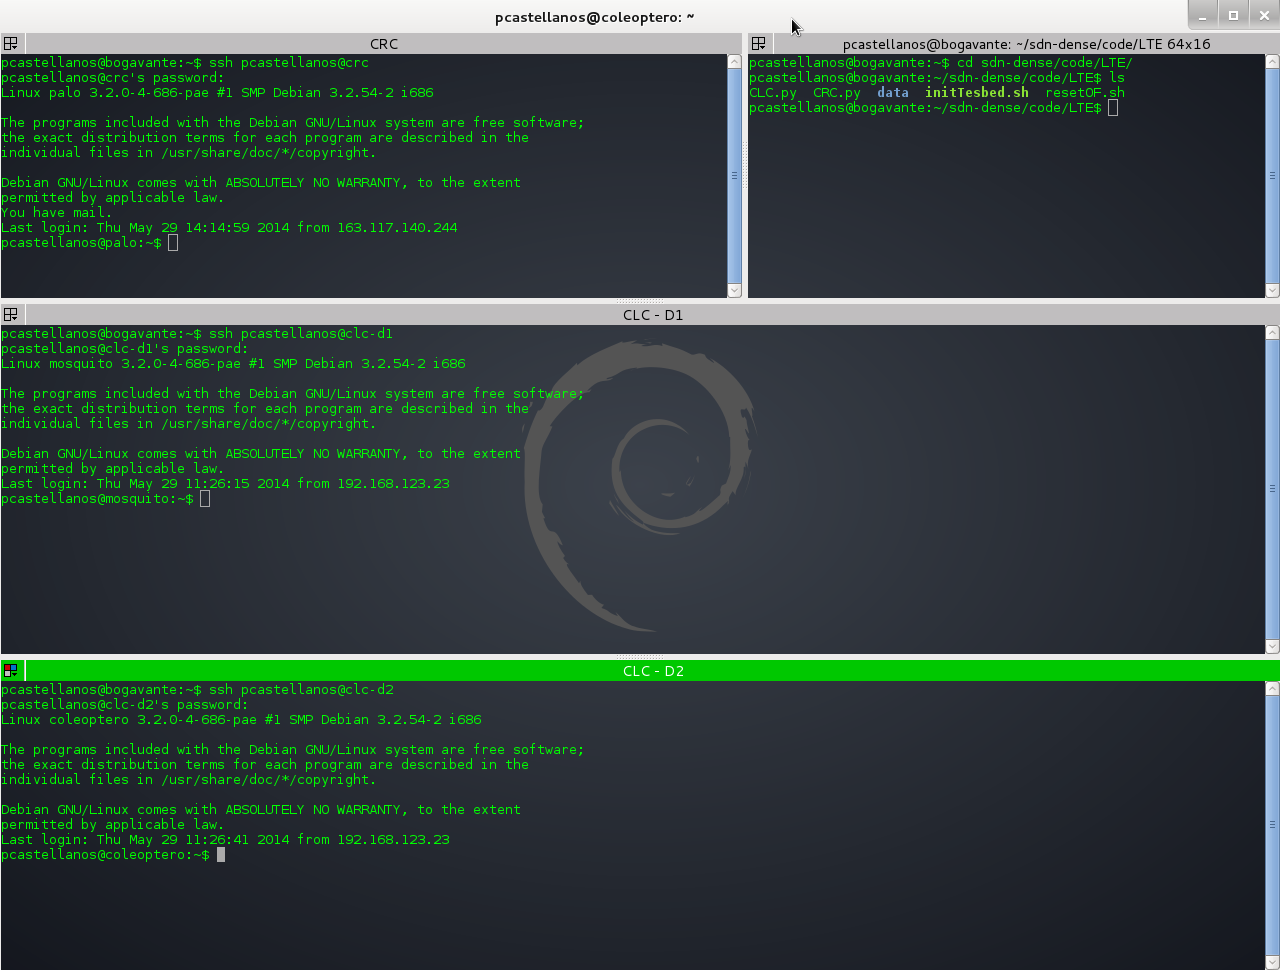 pcastellanos@coleoptero: ~
CRC
pcastellanos@bogavante:~$ ssh pcastellanos@crc
pcastellanos@crc's password:
Linux palo 3.2.0-4-686-pae #1 SMP Debian 3.2.54-2 i686
The programs included with the Debian GNU/Linux system are free software;
the exact distribution terms for each program are described in the
individual files in /usr/share/doc/*/copyright.
Debian GNU/Linux comes with ABSOLUTELY NO WARRANTY, to the extent
permitted by applicable law.
You have mail.
Last login: Thu May 29 14:14:59 2014 from 163.117.140.244
pcastellanos@palo:~$
pcastellanos@bogavante: ~/sdn-dense/code/LTE 64x16
pcastellanos@bogavante:~$ cd sdn-dense/code/LTE/
pcastellanos@bogavante:~/sdn-dense/code/LTE$ ls
CLC.py  CRC.py  data  initTesbed.sh  resetOF.sh
pcastellanos@bogavante:~/sdn-dense/code/LTE$
CLC - D1
pcastellanos@bogavante:~$ ssh pcastellanos@clc-d1
pcastellanos@clc-d1's password:
Linux mosquito 3.2.0-4-686-pae #1 SMP Debian 3.2.54-2 i686
The programs included with the Debian GNU/Linux system are free software;
the exact distribution terms for each program are described in the
individual files in /usr/share/doc/*/copyright.
Debian GNU/Linux comes with ABSOLUTELY NO WARRANTY, to the extent
permitted by applicable law.
Last login: Thu May 29 11:26:15 2014 from 192.168.123.23
pcastellanos@mosquito:~$
CLC - D2
pcastellanos@bogavante:~$ ssh pcastellanos@clc-d2
pcastellanos@clc-d2's password:
Linux coleoptero 3.2.0-4-686-pae #1 SMP Debian 3.2.54-2 i686
The programs included with the Debian GNU/Linux system are free software;
the exact distribution terms for each program are described in the
individual files in /usr/share/doc/*/copyright.
Debian GNU/Linux comes with ABSOLUTELY NO WARRANTY, to the extent
permitted by applicable law.
Last login: Thu May 29 11:26:41 2014 from 192.168.123.23
pcastellanos@coleoptero:~$